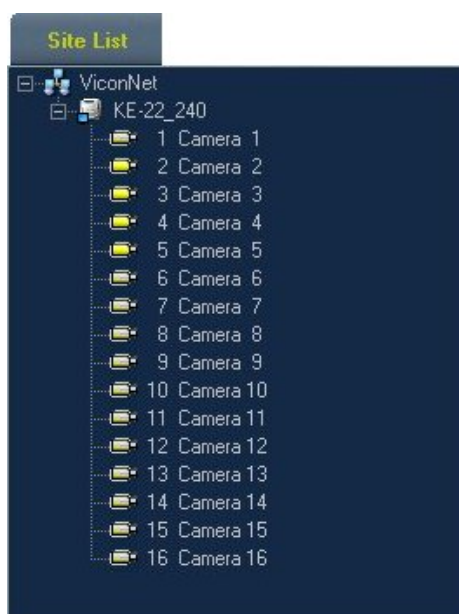 Site List
ViconNet
KE-22_240
1 Camera 1
2 Camera 2
3 Camera 3
4 Camera 4
5 Camera 5
6 Camera 6
7 Camera 7
8 Camera 8
9 Camera 9
10 Camera 10
11 Camera 11
12 Camera 12
13 Camera 13
14 Camera 14
15 Camera 15
16 Camera 16